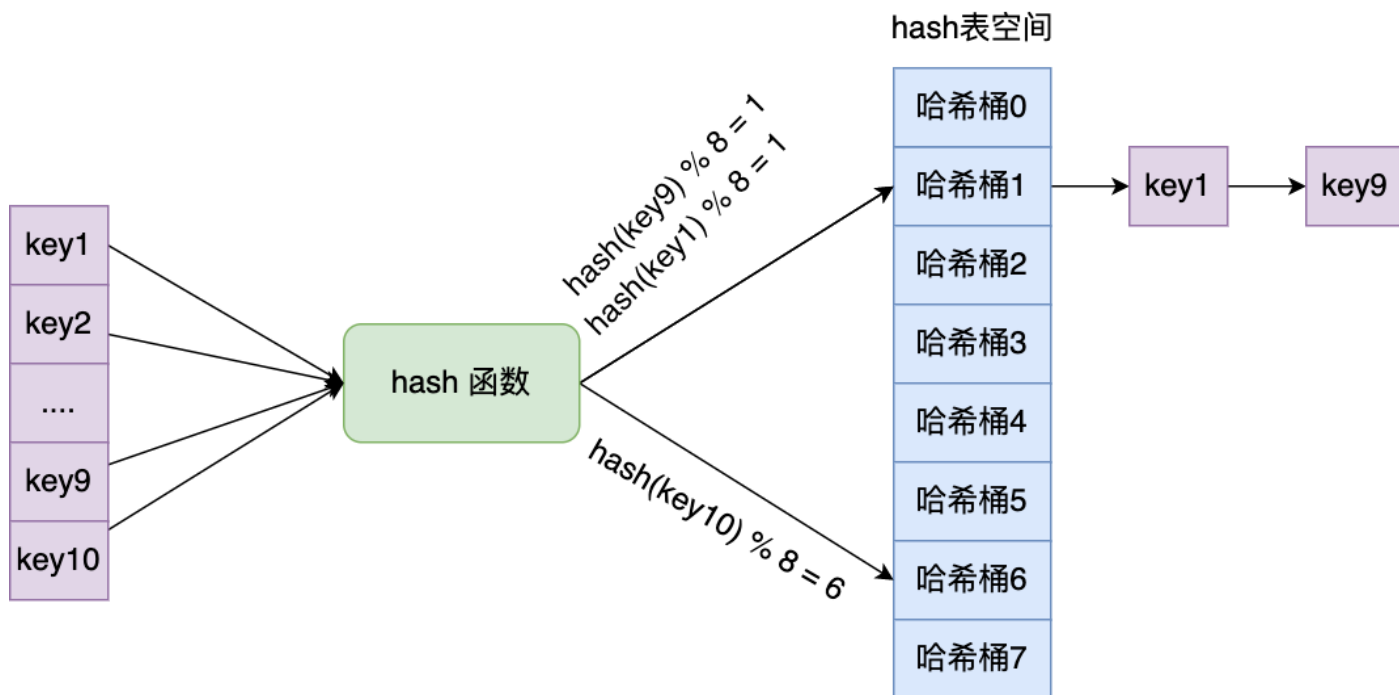 hash表空间
key1
key2
....
key9
key10
hash 函数
hash(key9) % 8 = 1
hash(key1) % 8 = 1
hash(key10) % 8 = 6
哈希桶0
哈希桶1
哈希桶2
哈希桶3
哈希桶4
哈希桶5
哈希桶6
哈希桶7
key1
key9